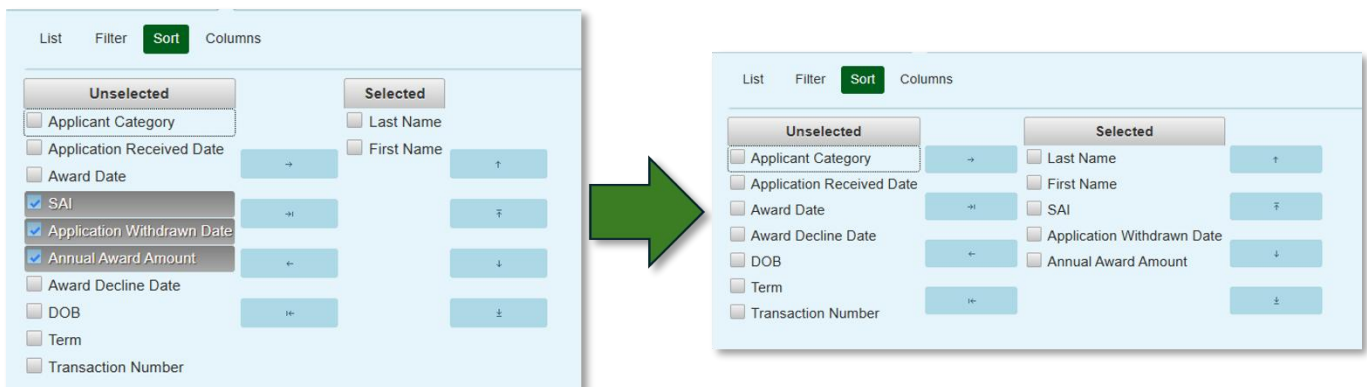 List Filter Sort Columns
Unselected Selected
Applicant Category Last Name
Application Received Date First Name
Award Date
SAI
Application Withdrawn Date
Annual Award Amount
Award Decline Date
DOB
Term
Transaction Number
List Filter Sort Columns
Unselected Selected
Applicant Category Last Name
Application Received Date First Name
Award Date SAI
Award Decline Date Application Withdrawn Date
DOB Annual Award Amount
Term
Transaction Number